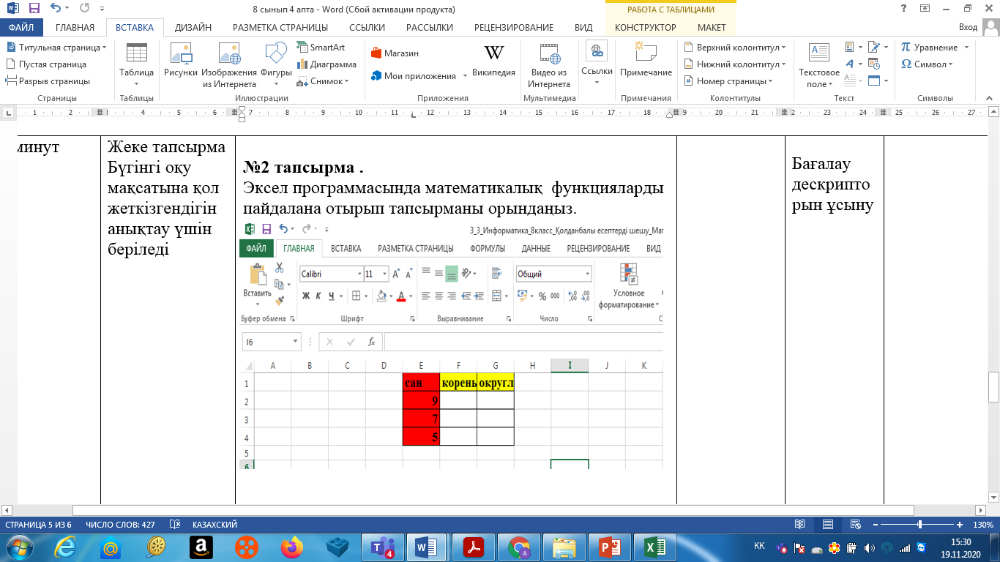 8 сынып 4 апта - Word (Сбой активации продукта)
РАБОТА С ТАБЛИЦАМИ
ФАЙЛ ГЛАВНАЯ ВСТАВКА ДИЗАЙН РАЗМЕТКА СТРАНИЦЫ ССЫЛКИ РАССЫЛКИ РЕЦЕНЗИРОВАНИЕ ВИД КОНСТРУКТОР МАКЕТ Вход
Титульная страница
Пустая страница
Разрыв страницы
Страницы
Таблица
Таблицы
Рисунки
Изображения из Интернета
Фигуры
SmartArt
Диаграмма
Снимок
Иллюстрации
Магазин
Мои приложения
Википедия
Приложения
Видео из Интернета
Мультимедиа
Ссылки
Примечание
Примечания
Верхний колонтитул
Нижний колонтитул
Номер страницы
Колонтитулы
Текстовое поле
Текст
Уравнение
Символ
Символы
1 2 3 4 5 6 7 8 9 10 11 12 13 14 15 16 17 18 19 20 21 22 23 24 25 26 27
минут
Жеке тапсырма
Бүгінгі оқу
мақсатына қол
жеткізгендігін
анықтау үшін
беріледі
№2 тапсырма .
Эксел программасында математикалық функцияларды
пайдалана отырып тапсырманы орындаңыз.
3_3_Информатика_8класс_Қолданбалы есептерді шешу_Мат
ФАЙЛ ГЛАВНАЯ ВСТАВКА РАЗМЕТКА СТРАНИЦЫ ФОРМУЛЫ ДАННЫЕ РЕЦЕНЗИРОВАНИЕ ВИД
Вставить
Буфер обмена
Calibri 11
Ж К Ч
Шрифт
Выравнивание
Общий
% 000
Число
Условное
форматирование
I6
fx
A B C D E F G H I J K
1 сан корень округл
2 9
3 7
4 5
5
6
Бағалау
дескрипто
рын ұсыну
СТРАНИЦА 5 ИЗ 6 ЧИСЛО СЛОВ: 427 КАЗАХСКИЙ 130%
KK 15:30
19.11.2020